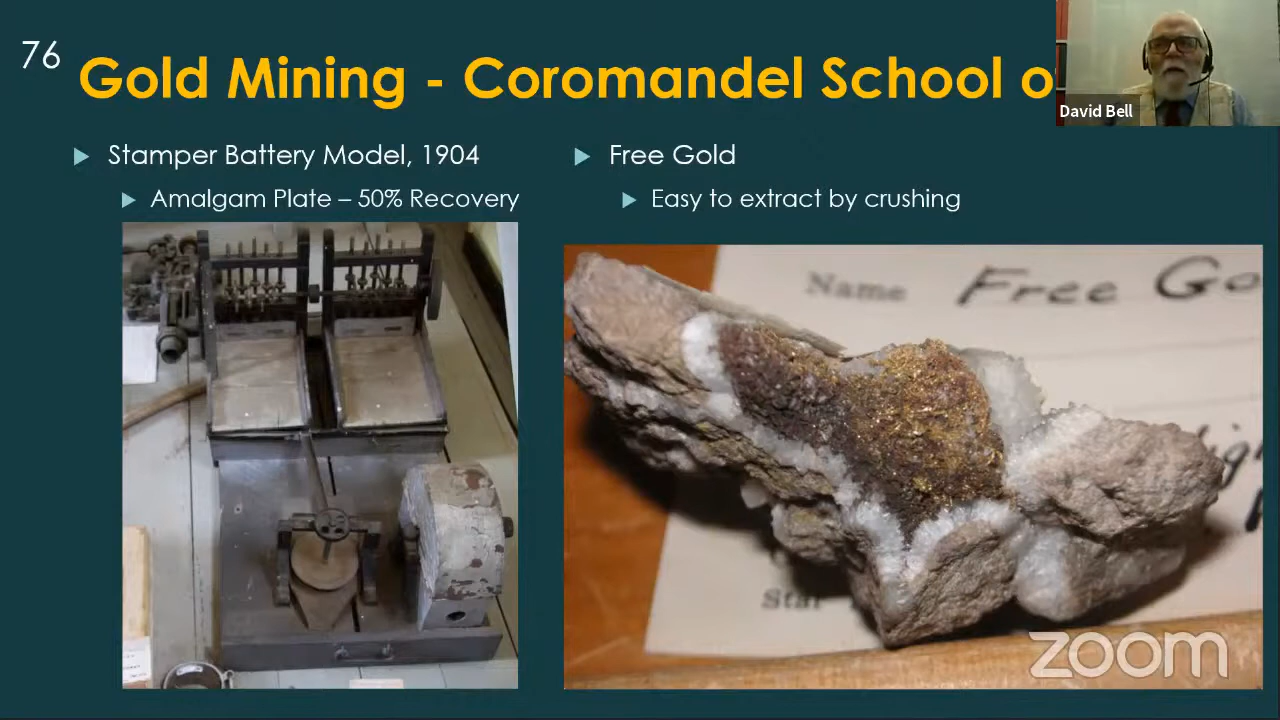 76
Gold Mining - Coromandel School o
David Bell
Stamper Battery Model, 1904
Amalgam Plate – 50% Recovery
Free Gold
Easy to extract by crushing
Name Free Go
zoom